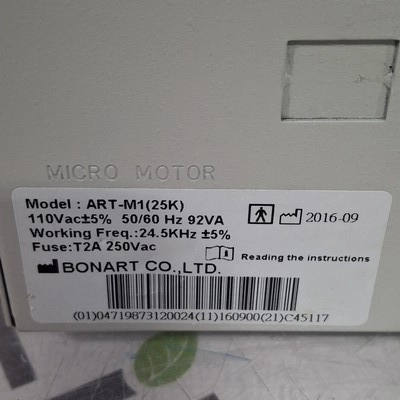 MICRO MOTOR
Model : ART-M1(25K)
110Vac±5% 50/60 Hz 92VA
2016-09
Working Freq.:24.5KHz ±5%
Fuse:T2A 250Vac
Reading the instructions
BONART CO.,LTD.
(01)04719873120024(11)160900(21)C45117